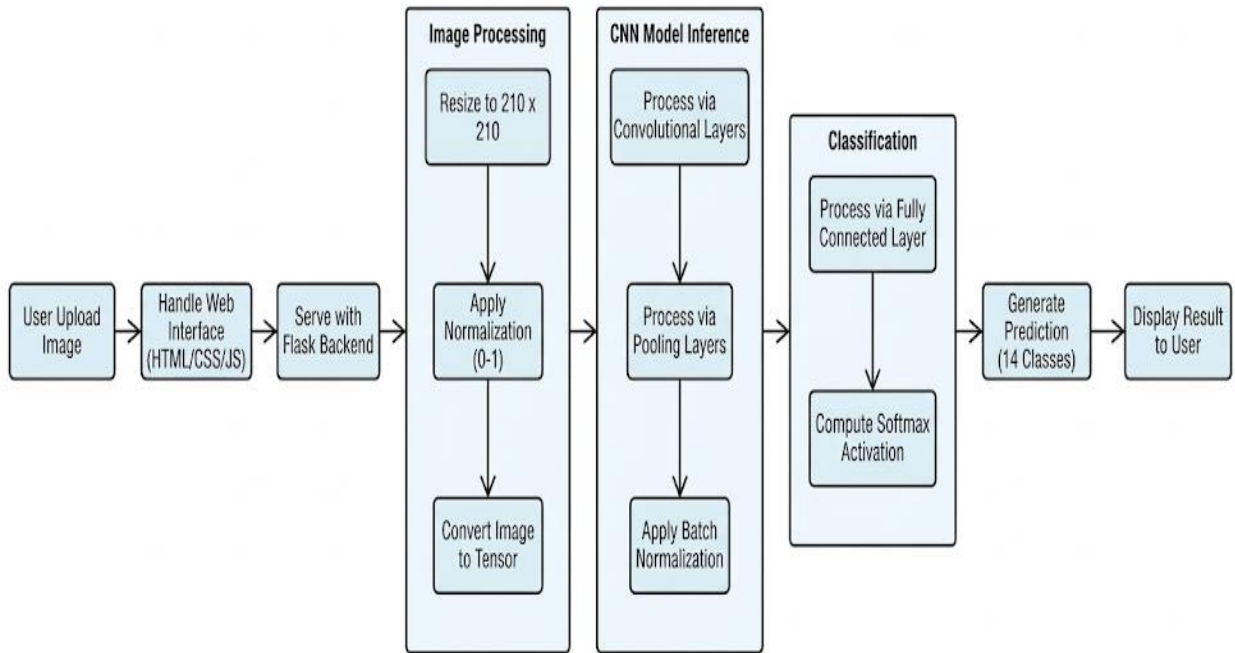 User Upload
Image
Handle Web
Interface
(HTML/CSS/JS)
Serve with
Flask Backend
Image Processing
Resize to 210 x
210
Apply
Normalization
(0-1)
Convert Image
to Tensor
CNN Model Inference
Process via
Convolutional Layers
Process via
Pooling Layers
Apply Batch
Normalization
Classification
Process via Fully
Connected Layer
Compute Softmax
Activation
Generate
Prediction
(14 Classes)
Display Result
to User